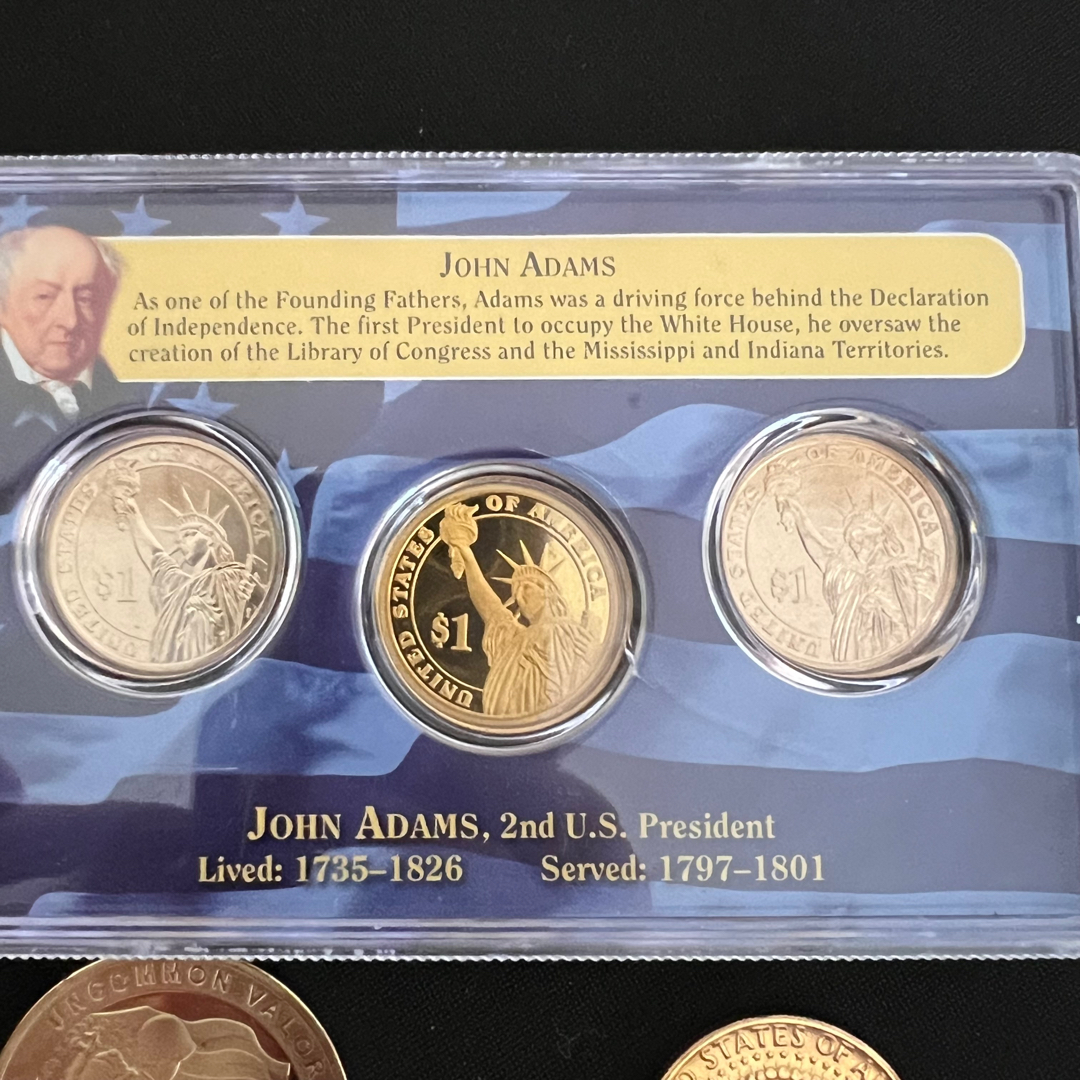 JOHN ADAMS
As one of the Founding Fathers, Adams was a driving force behind the Declaration
of Independence. The first President to occupy the White House, he oversaw the
creation of the Library of Congress and the Mississippi and Indiana Territories.
UNITED STATES OF AMERICA
$1
UNITED STATES OF AMERICA
$1
UNITED STATES OF AMERICA
$1
JOHN ADAMS, 2nd U.S. President
Lived: 1735–1826 Served: 1797–1801
UNCOMMON VALOR
STATES OF